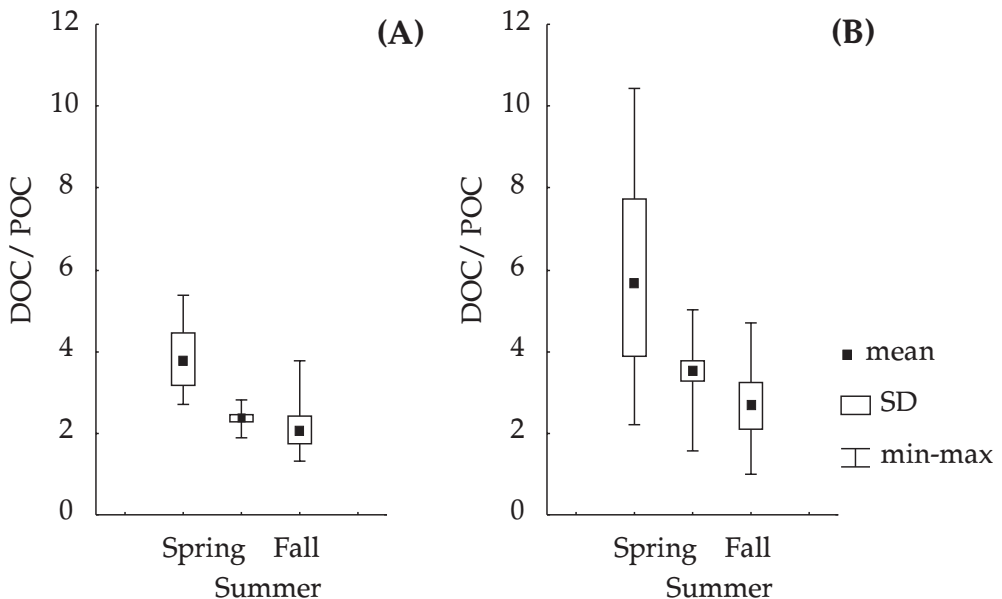 (A)
DOC/ POC
12
10
8
6
4
2
0
Spring Fall
Summer
(B)
DOC/ POC
12
10
8
6
4
2
0
Spring Fall
Summer
mean
SD
min-max